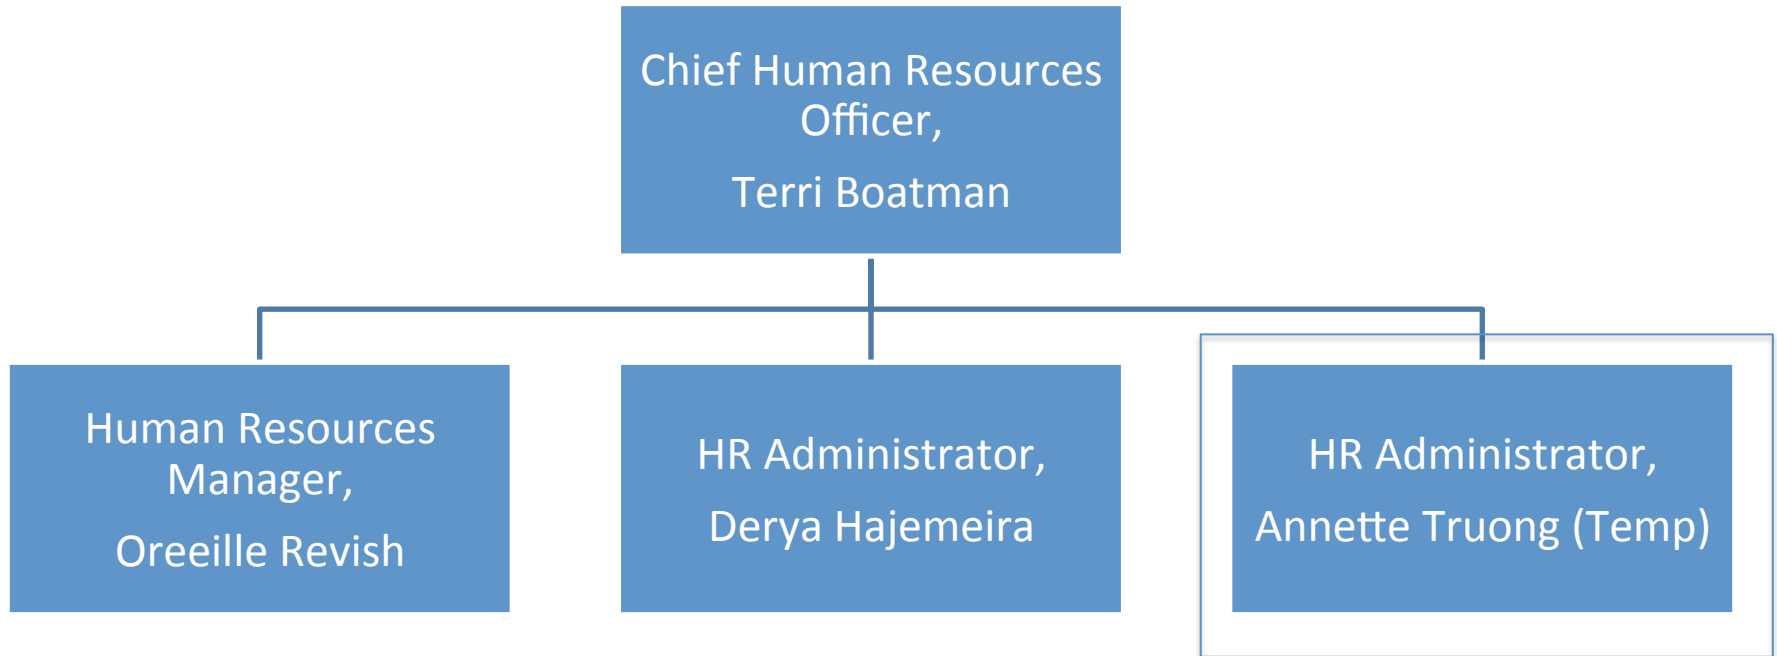 Chief Human Resources
Officer,
Terri Boatman
Human Resources
Manager,
Oreeille Revish
HR Administrator,
Derya Hajemeira
HR Administrator,
Annette Truong (Temp)